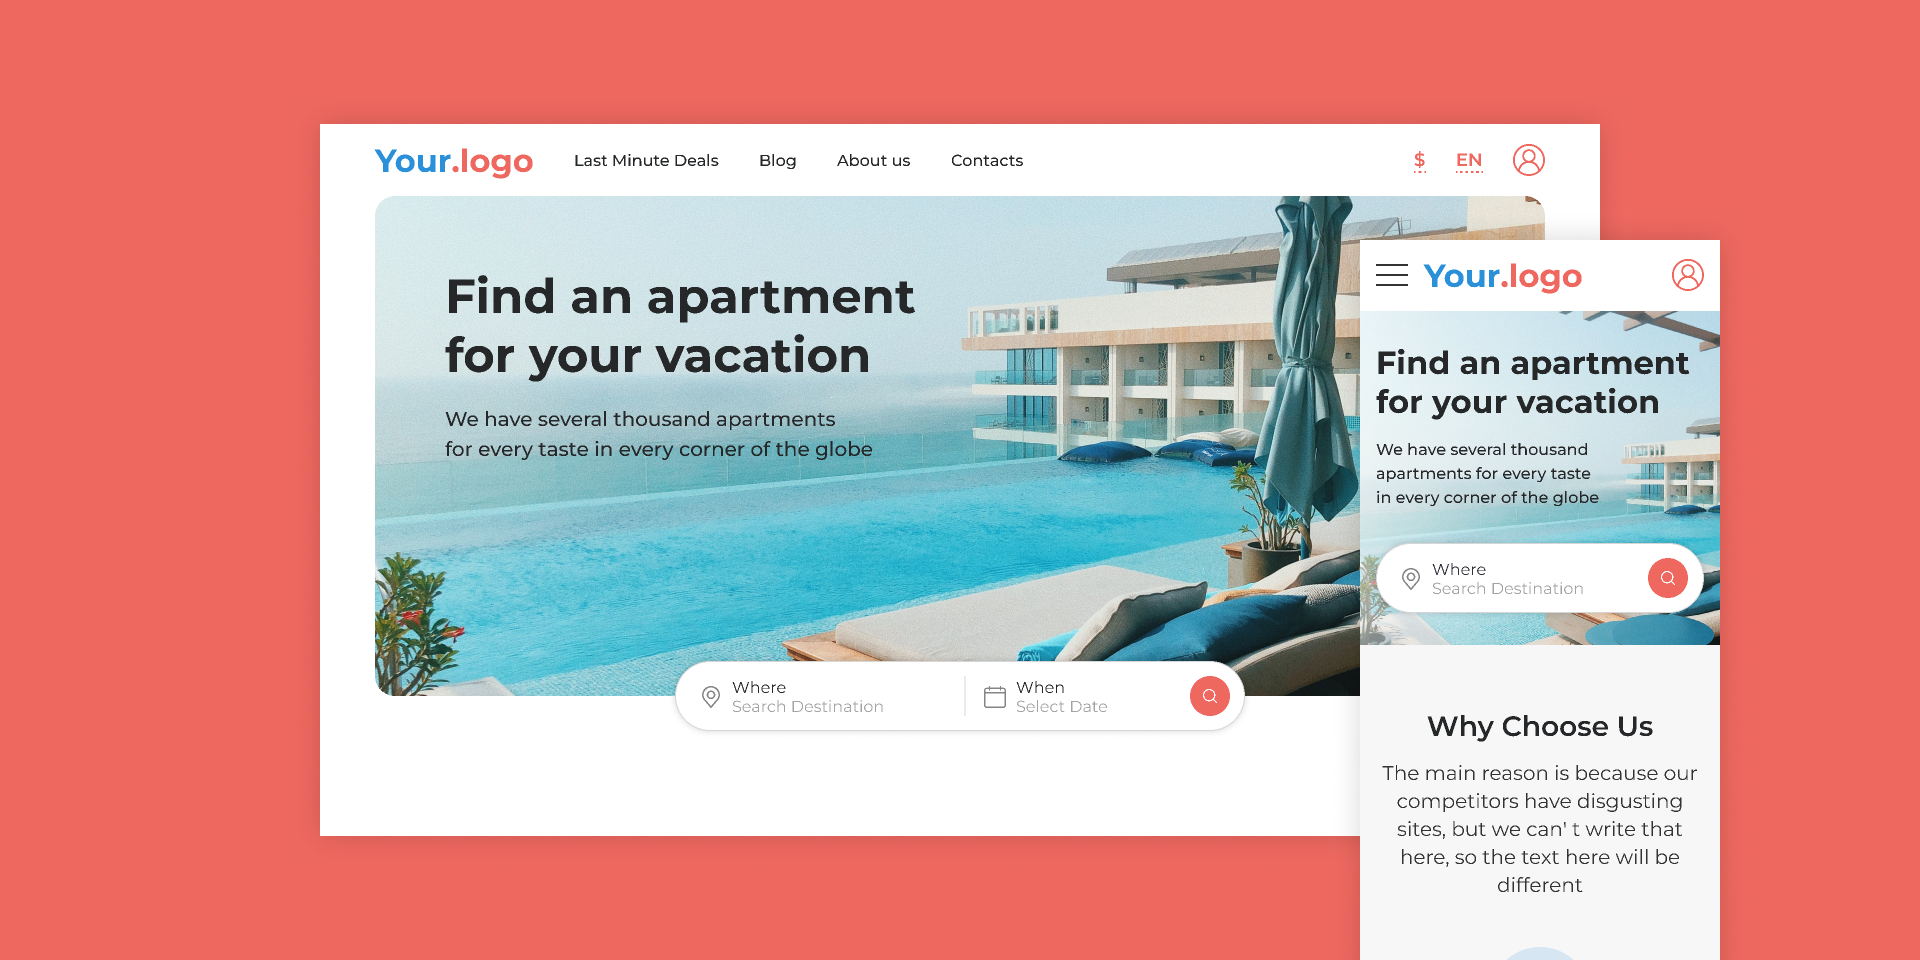 Your.logo
Last Minute Deals
Blog
About us
Contacts
$
EN
Find an apartment
for your vacation
We have several thousand apartments
for every taste in every corner of the globe
Where
Search Destination
When
Select Date
Your.logo
Find an apartment
for your vacation
We have several thousand
apartments for every taste
in every corner of the globe
Where
Search Destination
Why Choose Us
The main reason is because our
competitors have disgusting
sites, but we can' t write that
here, so the text here will be
different